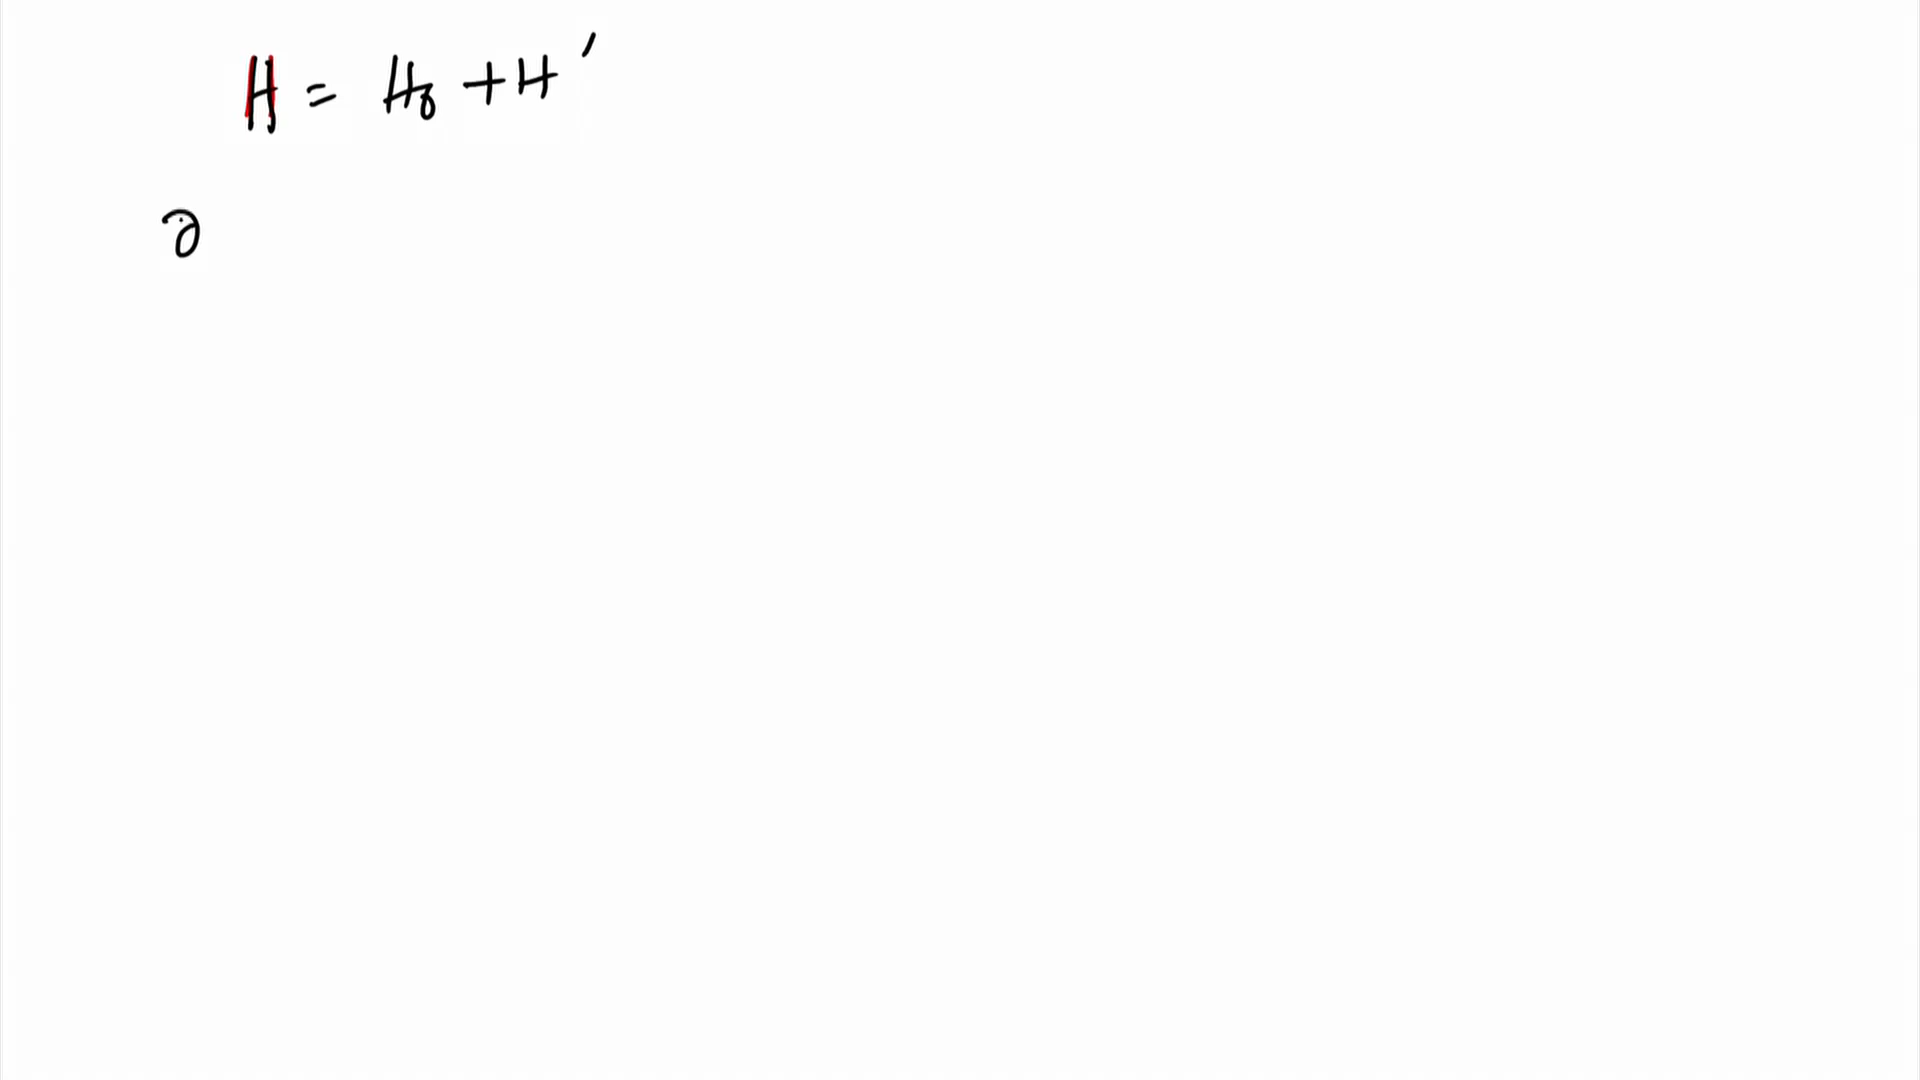 H = H₀ + H′
∂